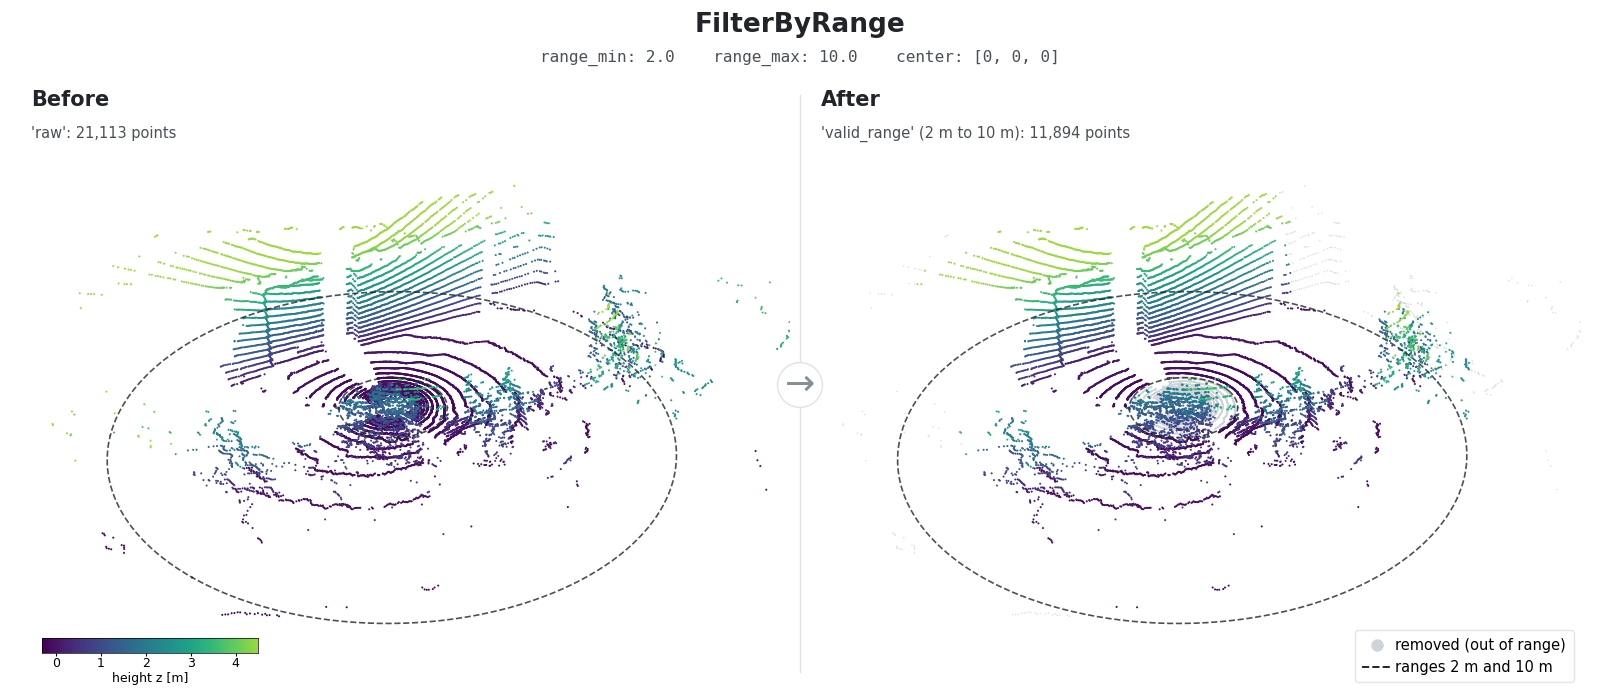 FilterByRange
range_min: 2.0    range_max: 10.0    center: [0, 0, 0]
Before
'raw': 21,113 points
After
'valid_range' (2 m to 10 m): 11,894 points
→
0 1 2 3 4
height z [m]
removed (out of range)
ranges 2 m and 10 m